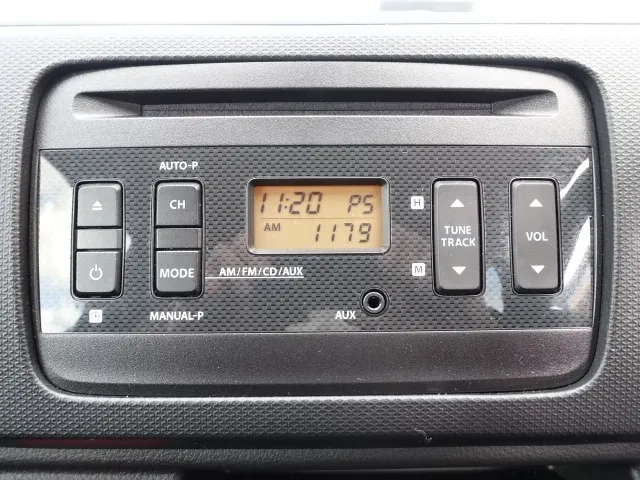 AUTO-P
CH
MODE
MANUAL-P
11:20 PS
AM 1179
AM/FM/CD/AUX
AUX
H
M
TUNE
TRACK
VOL